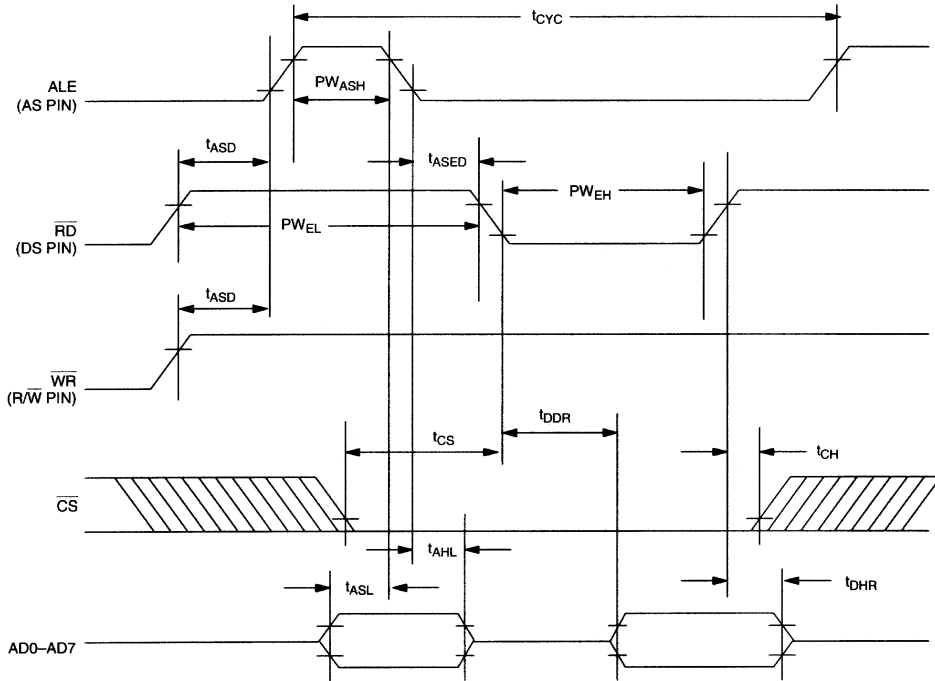 tCYC
ALE
(AS PIN)
PWASH
tASD
tASED
RD
(DS PIN)
PWEL
PWEH
tASD
WR
(R/W PIN)
tDDR
tCS
tCH
CS
tAHL
tASL
tDHR
AD0–AD7